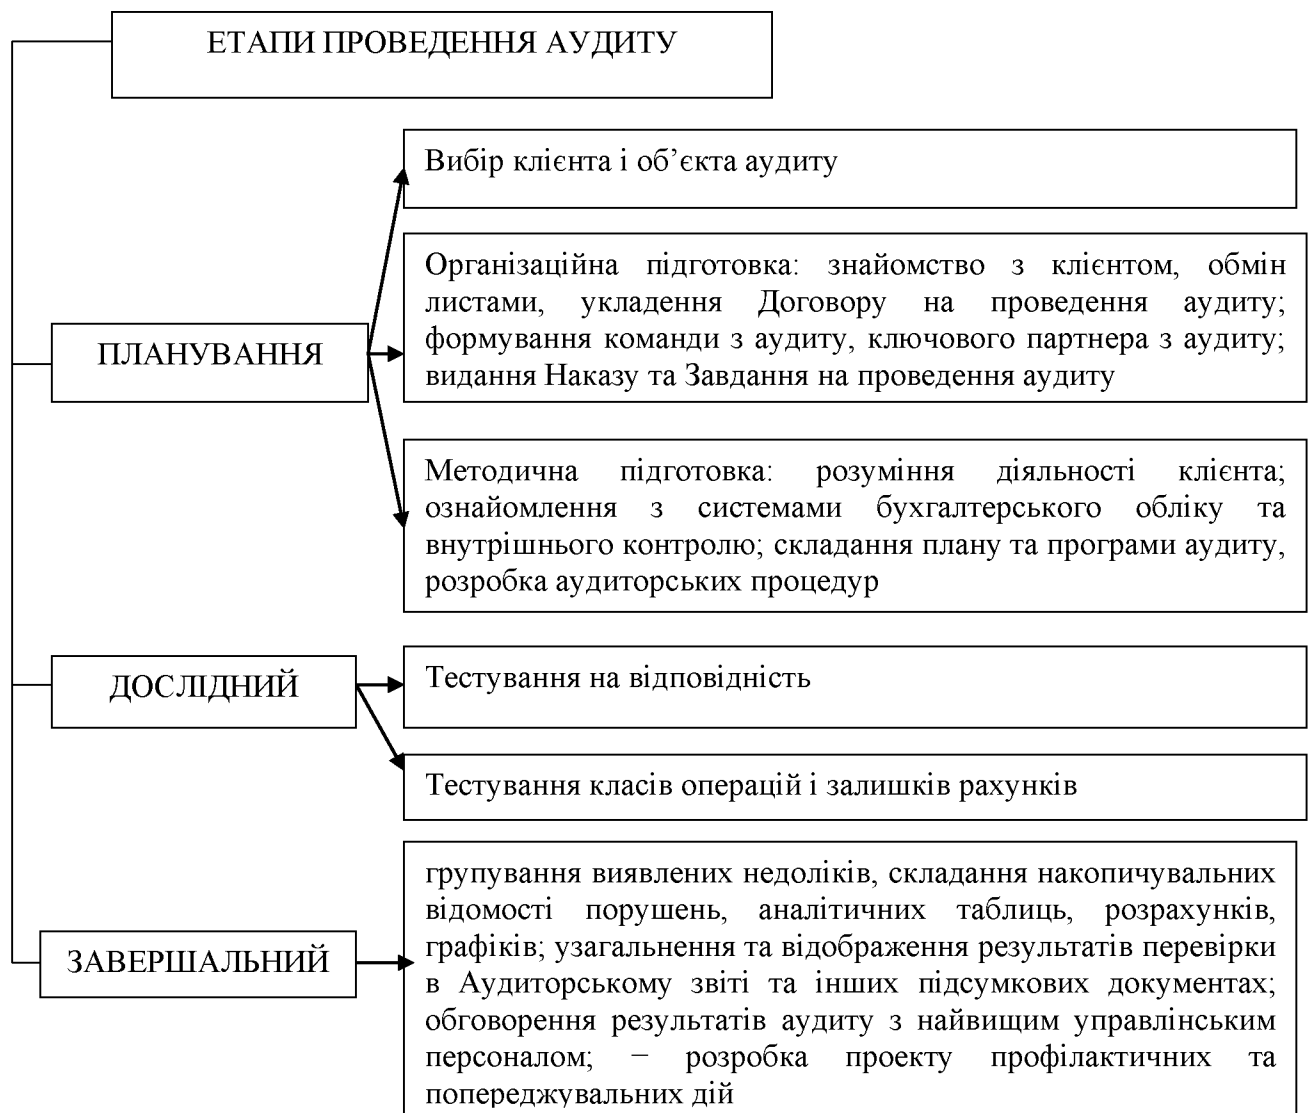 ЕТАПИ ПРОВЕДЕННЯ АУДИТУ
Вибір клієнта і об’єкта аудиту
ПЛАНУВАННЯ
Організаційна підготовка: знайомство з клієнтом, обмін
листами, укладення Договору на проведення аудиту;
формування команди з аудиту, ключового партнера з аудиту;
видання Наказу та Завдання на проведення аудиту
Методична підготовка: розуміння діяльності клієнта;
ознайомлення з системами бухгалтерського обліку та
внутрішнього контролю; складання плану та програми аудиту,
розробка аудиторських процедур
ДОСЛІДНИЙ
Тестування на відповідність
Тестування класів операцій і залишків рахунків
ЗАВЕРШАЛЬНИЙ
групування виявлених недоліків, складання накопичувальних
відомості порушень, аналітичних таблиць, розрахунків,
графіків; узагальнення та відображення результатів перевірки
в Аудиторському звіті та інших підсумкових документах;
обговорення результатів аудиту з найвищим управлінським
персоналом; − розробка проекту профілактичних та
попереджувальних дій